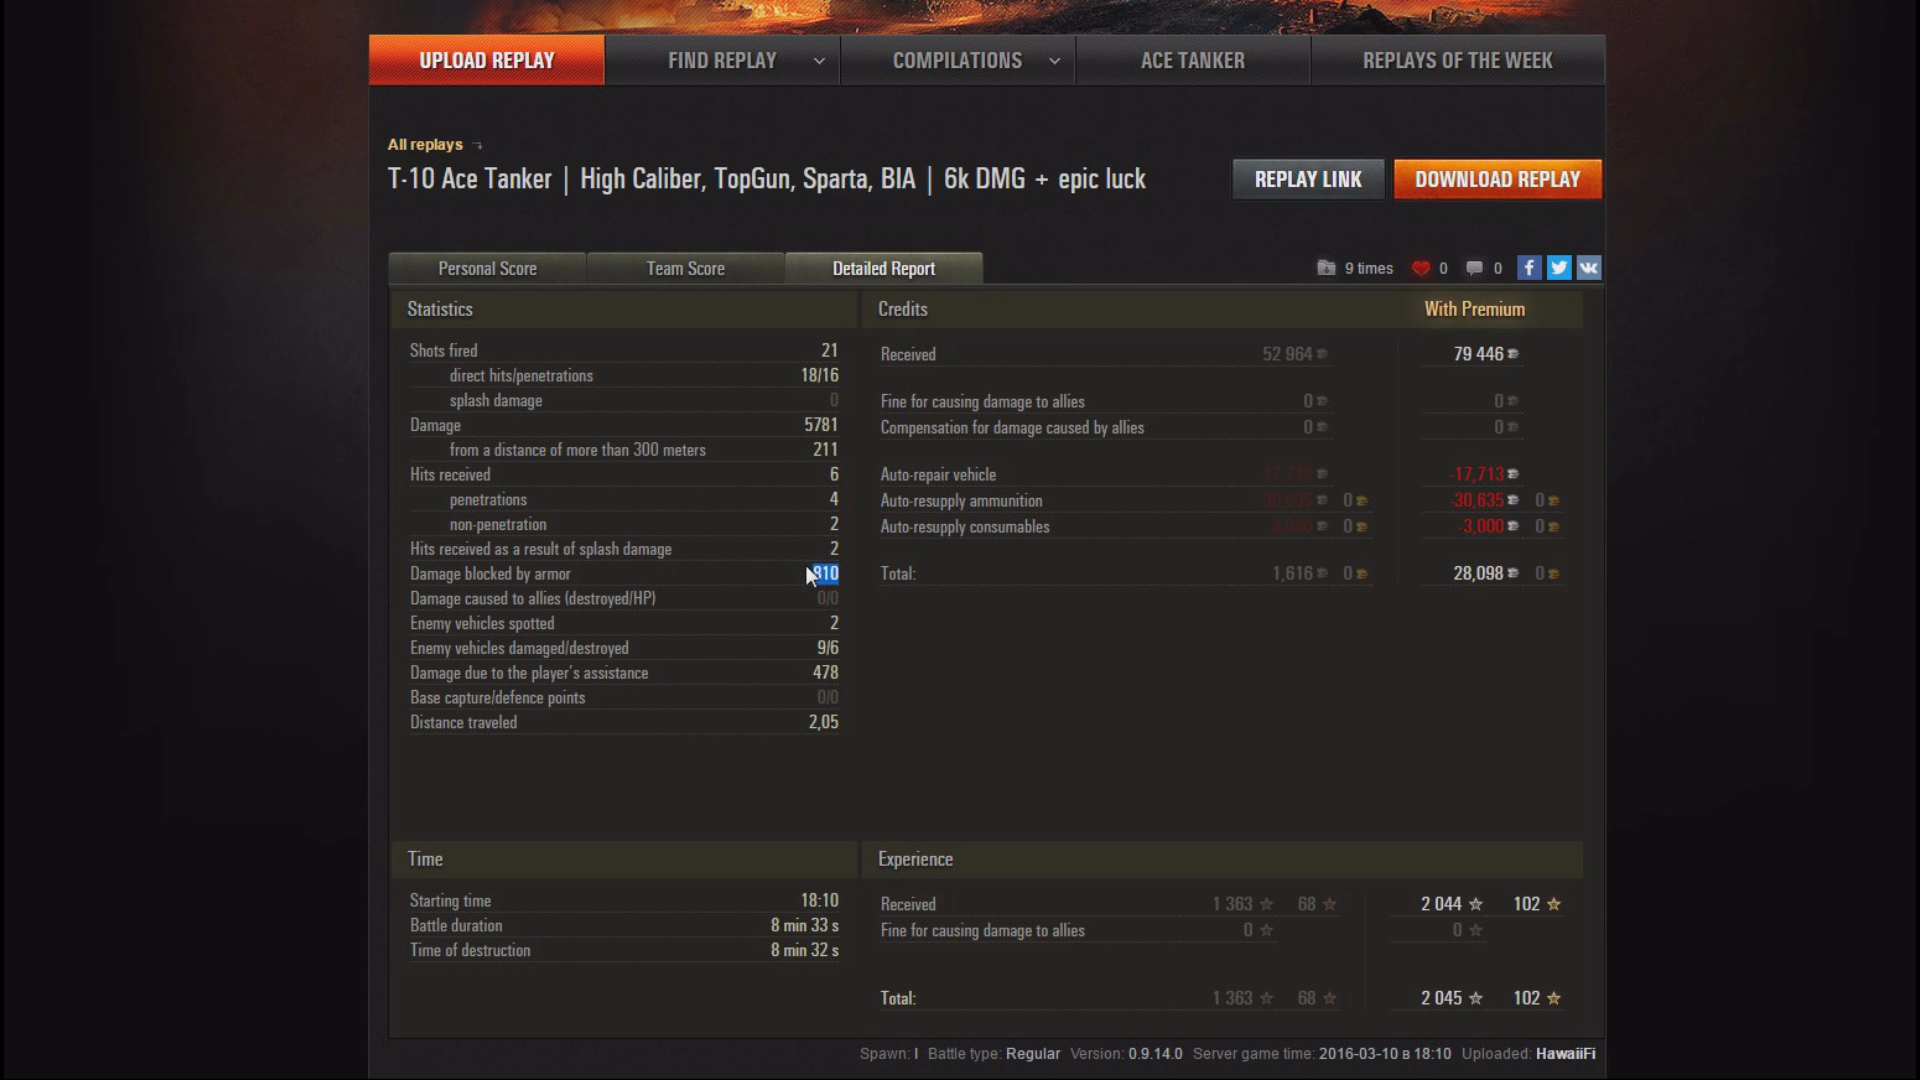 UPLOAD REPLAY FIND REPLAY COMPILATIONS ACE TANKER REPLAYS OF THE WEEK
All replays
T-10 Ace Tanker | High Caliber, TopGun, Sparta, BIA | 6k DMG + epic luck
REPLAY LINK DOWNLOAD REPLAY
Personal Score Team Score Detailed Report 9 times 0 0
Statistics
Shots fired 21
direct hits/penetrations 18/16
splash damage 0
Damage 5781
from a distance of more than 300 meters 211
Hits received 6
penetrations 4
non-penetration 2
Hits received as a result of splash damage 2
Damage blocked by armor 810
Damage caused to allies (destroyed/HP) 0/0
Enemy vehicles spotted 2
Enemy vehicles damaged/destroyed 9/6
Damage due to the player's assistance 478
Base capture/defence points 0/0
Distance traveled 2,05
Credits With Premium
Received 52 964 79 446
Fine for causing damage to allies 0 0
Compensation for damage caused by allies 0 0
Auto-repair vehicle -17,713 -17,713
Auto-resupply ammunition -30,635 0 -30,635 0
Auto-resupply consumables -3,000 0 -3,000 0
Total: 1,616 0 28,098 0
Time
Starting time 18:10
Battle duration 8 min 33 s
Time of destruction 8 min 32 s
Experience
Received 1 363 68 2 044 102
Fine for causing damage to allies 0 0
Total: 1 363 68 2 045 102
Spawn: I Battle type: Regular Version: 0.9.14.0 Server game time: 2016-03-10 в 18:10 Uploaded: HawaiiFi